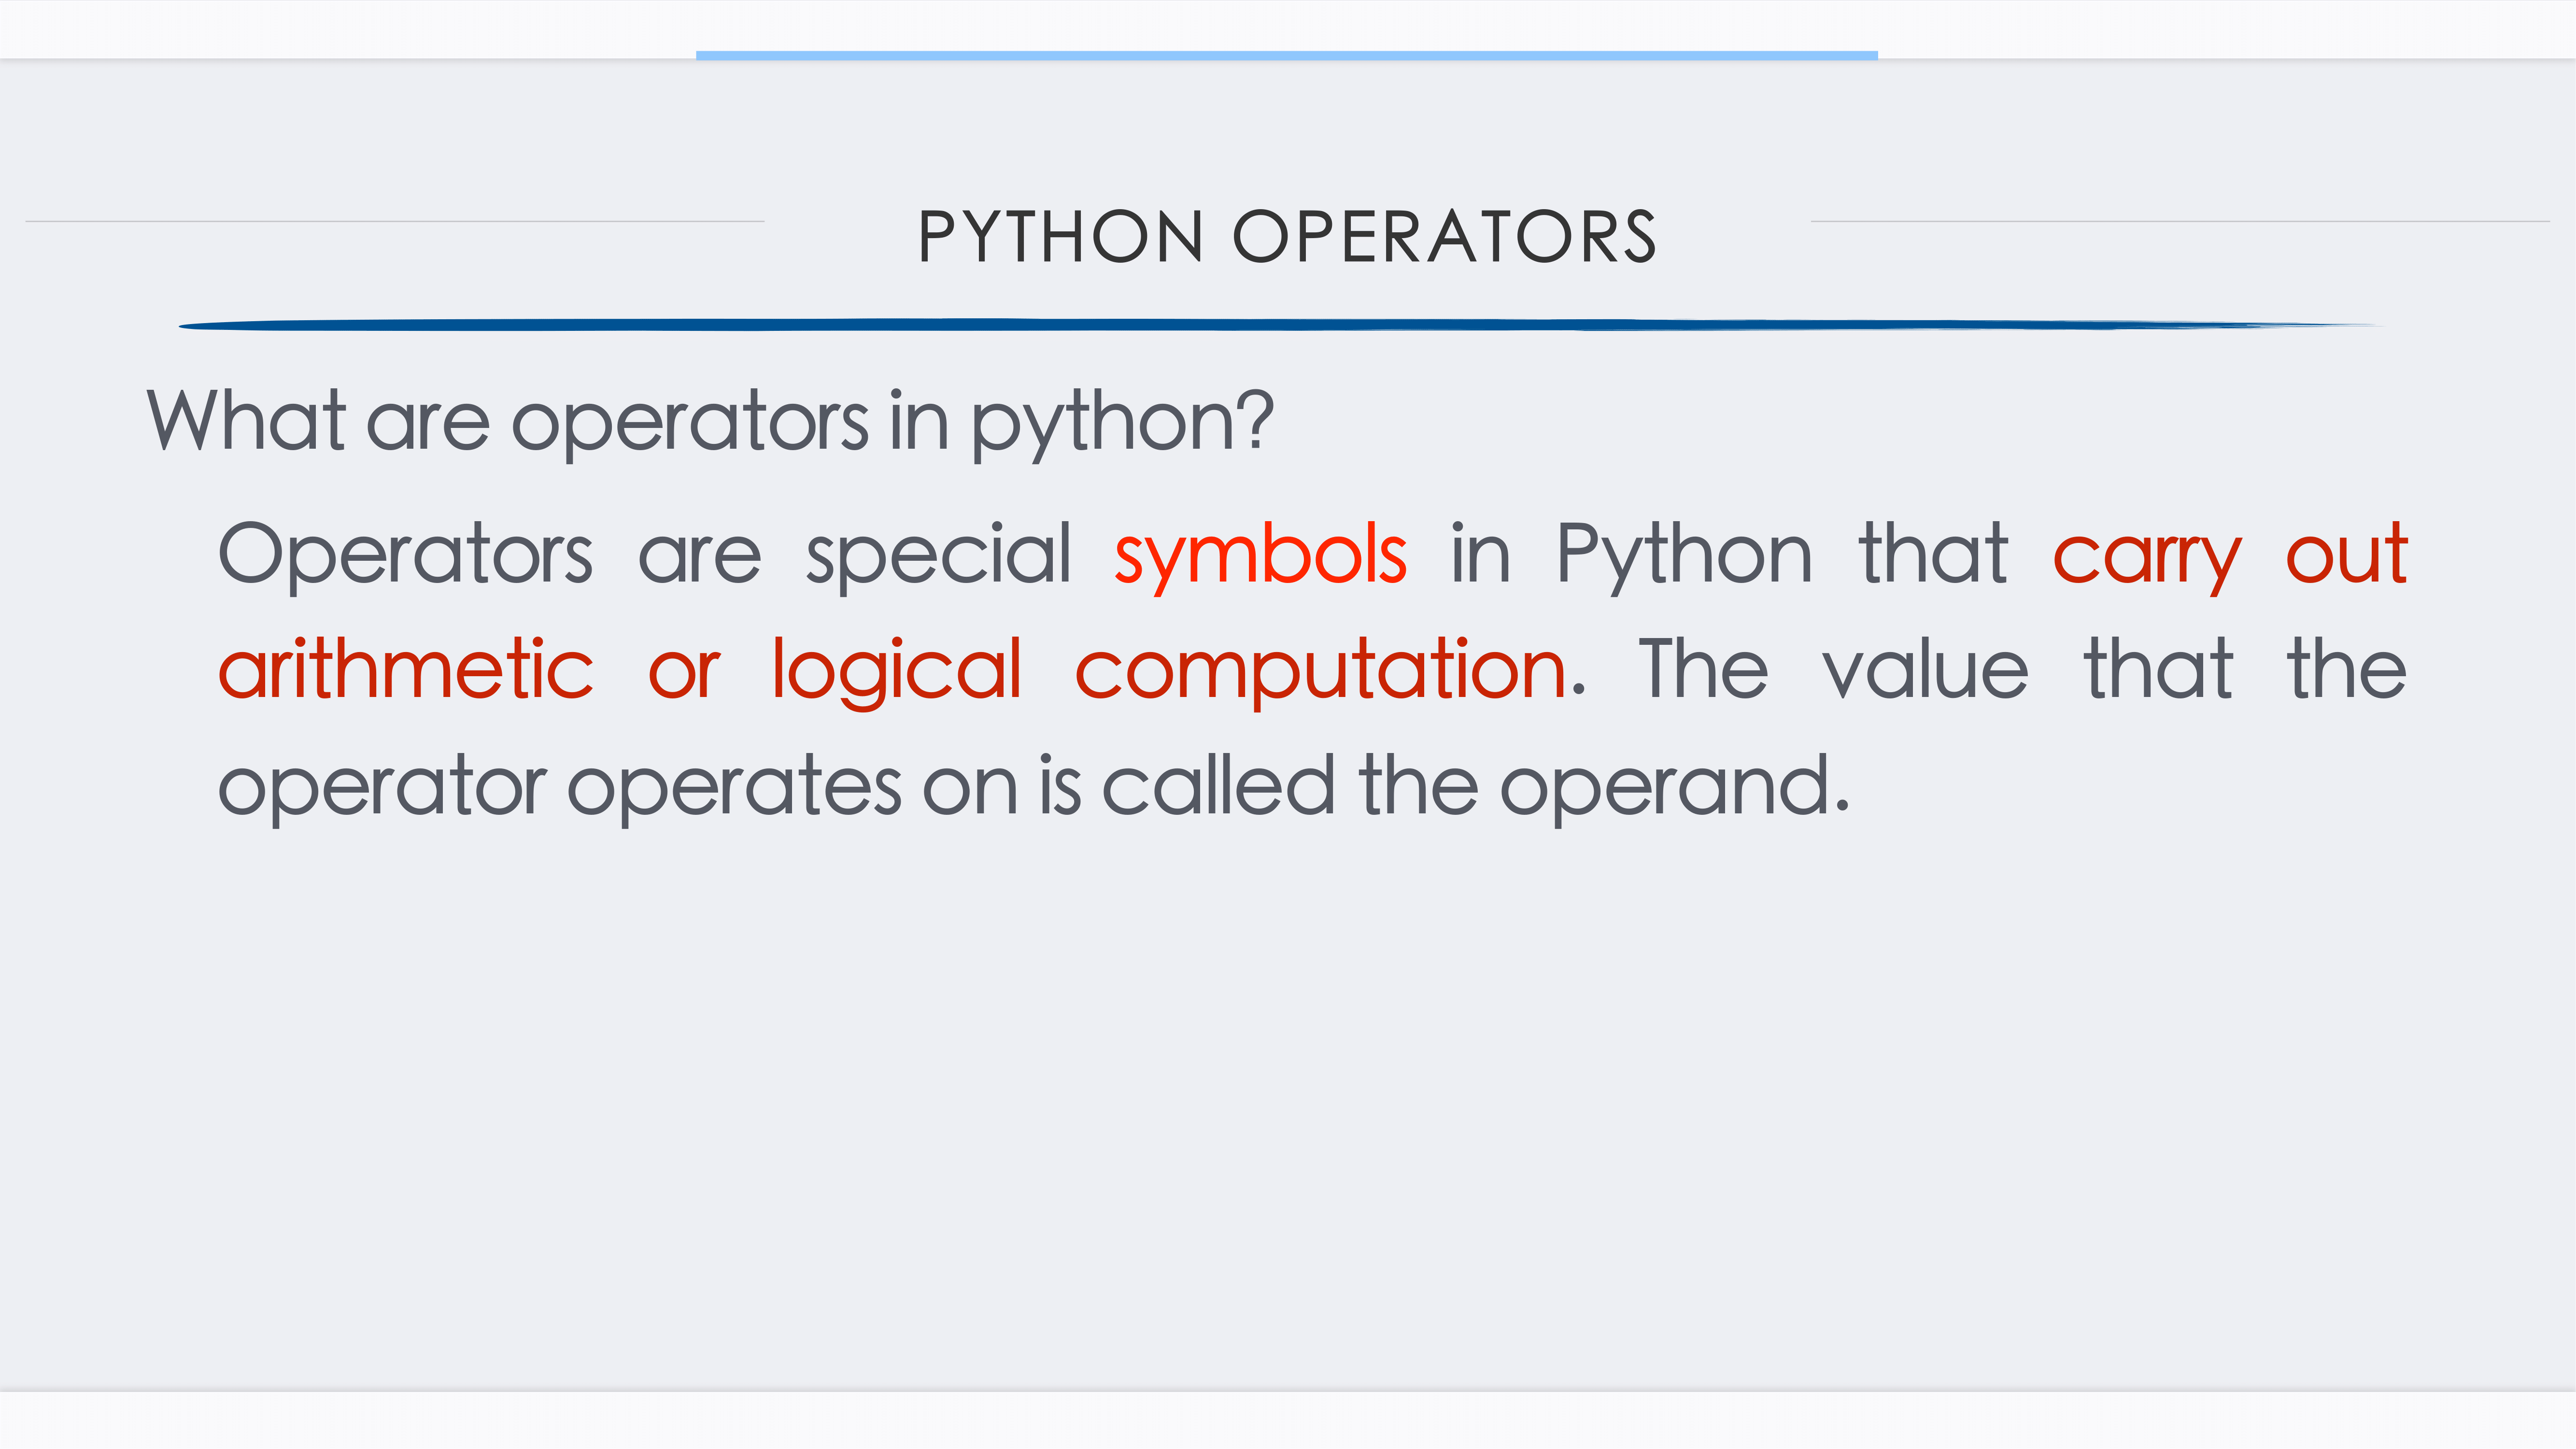 PYTHON OPERATORS
What are operators in python?
Operators are special symbols in Python that carry out
arithmetic or logical computation. The value that the
operator operates on is called the operand.